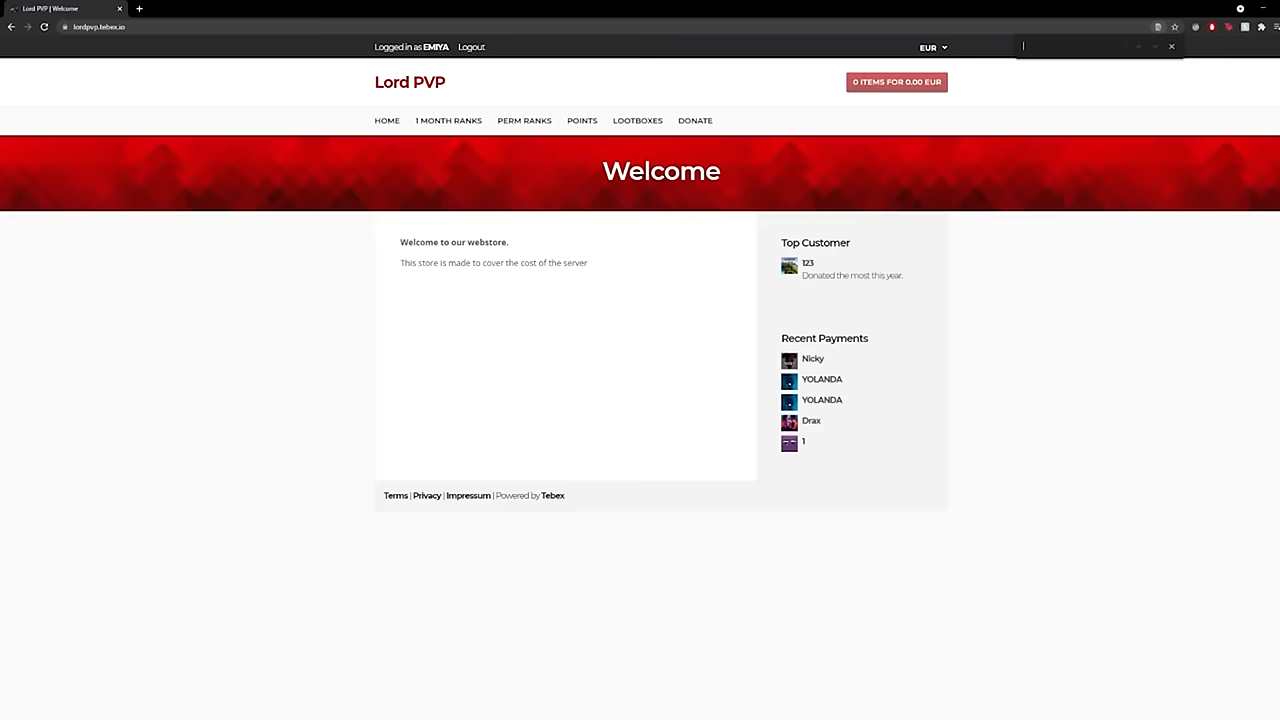 Lord PVP | Welcome
lordpvp.tebex.io
Logged in as EMIYA Logout
EUR
Lord PVP
0 ITEMS FOR 0.00 EUR
HOME 1 MONTH RANKS PERM RANKS POINTS LOOTBOXES DONATE
Welcome
Welcome to our webstore.
This store is made to cover the cost of the server
Top Customer
123
Donated the most this year.
Recent Payments
Nicky
YOLANDA
YOLANDA
Drax
1
Terms | Privacy | Impressum | Powered by Tebex